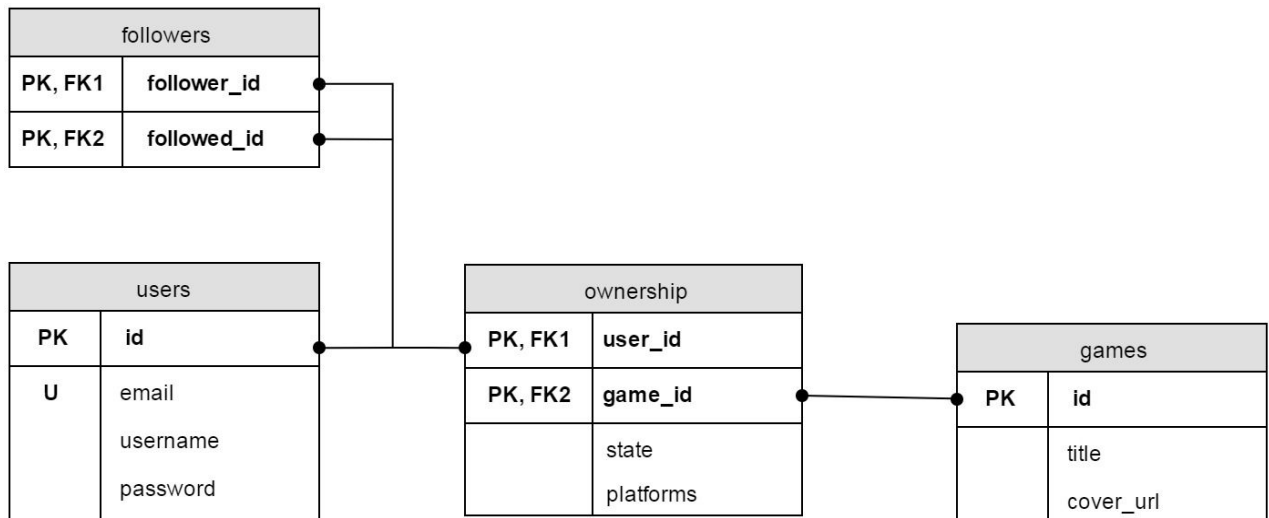 followers
PK, FK1 follower_id
PK, FK2 followed_id
users
PK id
U email
username
password
ownership
PK, FK1 user_id
PK, FK2 game_id
state
platforms
games
PK id
title
cover_url